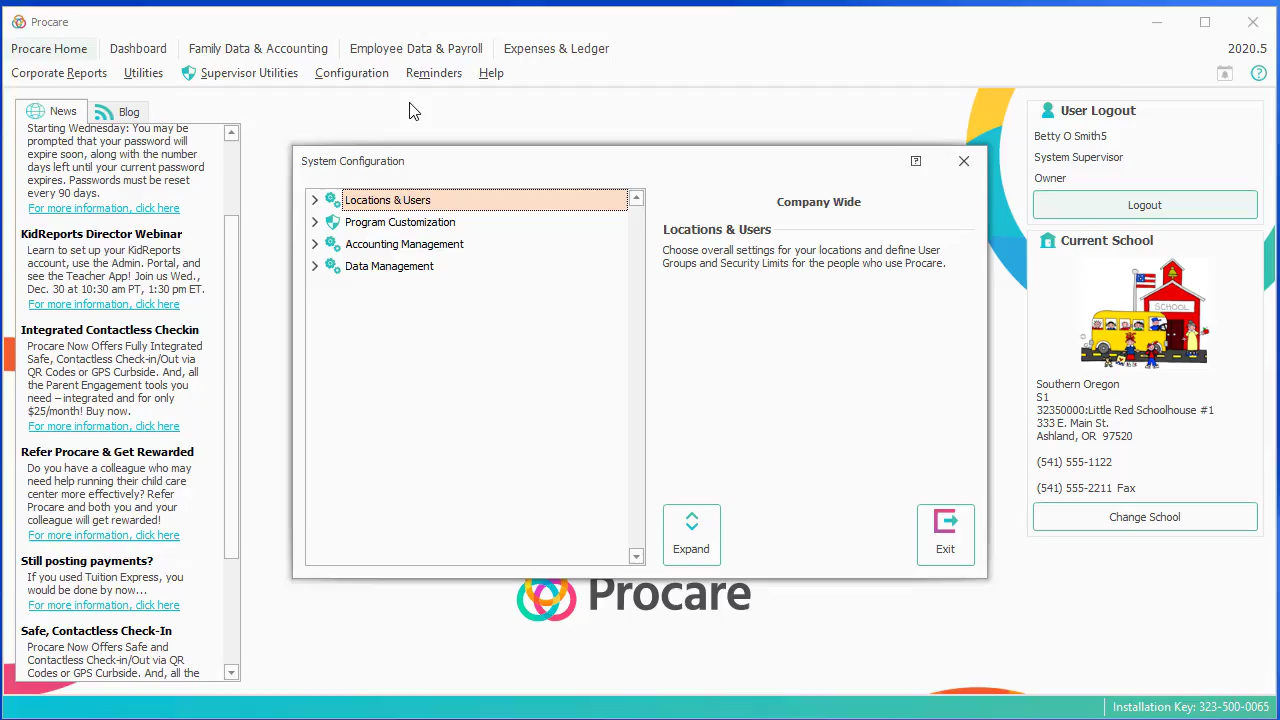 Procare
Procare Home Dashboard Family Data & Accounting Employee Data & Payroll Expenses & Ledger 2020.5
Corporate Reports Utilities Supervisor Utilities Configuration Reminders Help
News Blog
Starting Wednesday: You may
be prompted that your password will
expire soon, along with the number
days left until your current password
expires. Passwords must be reset
every 90 days.
For more information, click here
KidReports Director Webinar
Learn to set up your KidReports
account, use the Admin. Portal, and
see the Teacher App! Join us Wed.,
Dec. 30 at 10:30 am PT, 1:30 pm ET.
For more information, click here
Integrated Contactless Checkin
Procare Now Offers Fully Integrated
Safe, Contactless Check-in/Out via
QR Codes or GPS Curbside. And, all
the Parent Engagement tools you
need – integrated and for only
$25/month! Buy now.
For more information, click here
Refer Procare & Get Rewarded
Do you have a colleague who may
need help running their child care
center more effectively? Refer
Procare and both you and your
colleague will get rewarded!
For more information, click here
Still posting payments?
If you used Tuition Express, you
would be done by now...
For more information, click here
Safe, Contactless Check-In
Procare Now Offers Safe and
Contactless Check-in/Out via QR
Codes or GPS Curbside. And, all the
System Configuration
Locations & Users
Program Customization
Accounting Management
Data Management
Company Wide
Locations & Users
Choose overall settings for your locations and define User
Groups and Security Limits for the people who use Procare.
Expand
Exit
Procare
User Logout
Betty O Smith5
System Supervisor
Owner
Logout
Current School
SCHOOL
Southern Oregon
S1
32350000:Little Red Schoolhouse #1
333 E. Main St.
Ashland, OR 97520
(541) 555-1122
(541) 555-2211 Fax
Change School
Installation Key: 323-500-0065